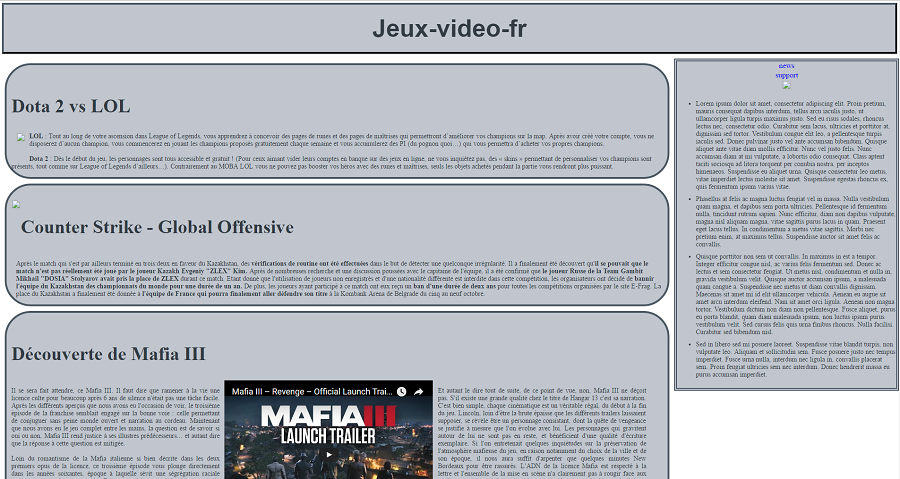 Jeux-video-fr
Dota 2 vs LOL
LOL : Tout au long de votre ascension dans League of Legends, vous apprendrez à concevoir des pages de runes et des pages de maîtrises qui permettront d'améliorer vos champions sur la map. Après avoir créé votre compte, vous ne
disposerez d'aucun champion, vous commencerez en jouant les champions proposés gratuitement chaque semaine et vous accumulerez des PI (du pognon quoi…) qui vous permettra d'acheter vos propres champions.
Dota 2 : Dès le début du jeu, les personnages sont tous accessible et gratuit ! (Pour ceux aimant vider leurs comptes en banque sur des jeux en ligne, ne vous inquiétez pas, des « skins » permettant de personnaliser vos champions sont
présents, tout comme sur League of Legends d'ailleurs…). Contrairement au MOBA LOL vous ne pouvez pas booster vos héros avec des runes et maîtrises, seuls les objets achetés pendant la partie vous rendront plus puissant.
Counter Strike - Global Offensive
Après le match qui s'est par ailleurs terminé en trois deux en faveur du Kazakhstan, des vérifications de routine ont été effectuées dans le but de détecter une quelconque irrégularité. Il a finalement été découvert qu'il se pouvait que le
match n'est pas réellement été joué par le joueur Kazakh Evgeniy "ZLEX" Kim. Après de nombreuses recherche et une discussion poussées avec le capitaine de l'équipe, il a été confirmé que le joueur Russe de la Team Gambit
Mikhail "DOSIA" Stolyarov avait pris la place de ZLEX durant ce match. Etant donné que l'utilisation de joueurs non enregistrés et d'une nationalité différente est interdite dans cette compétition, les organisateurs ont décidé de bannir
l'équipe du Kazakhstan des championnats du monde pour une durée de un an. De plus, les joueurs ayant participé à ce match ont eux reçu un ban d'une durée de deux ans pour toutes les compétitions organisées par le site E-Frag. La
place du Kazakhstan a finalement été donnée à l'équipe de France qui pourra finalement aller défendre son titre à la Kombank Arena de Belgrade du cinq au neuf octobre.
Découverte de Mafia III
Il se sera fait attendre, ce Mafia III. Il faut dire que ramener à la vie une
licence culte pour beaucoup après 6 ans de silence n'était pas une tâche facile.
Après les différents aperçus que nous avons eu l'occasion de voir, le troisième
épisode de la franchise semblait engagé sur la bonne voie : celle permettant
de conjuguer sans peine monde ouvert et narration au cordeau. Maintenant
que nous avons eu le jeu complet entre les mains, la question est de savoir si
oui ou non, Mafia III rend justice à ses illustres prédécesseurs… et autant dire
que la réponse à cette question est mitigée.
Loin du romantisme de la Mafia italienne si bien décrite dans les deux
premiers opus de la licence, ce troisième épisode vous plonge directement
dans les années soixantes, époque à laquelle sévit une ségrégation raciale
Mafia III – Revenge – Official Launch Trai...
MAFIA III
LAUNCH TRAILER
Et autant le dire tout de suite, de ce point de vue, non, Mafia III ne déçoit
pas. S'il existe une grande qualité chez le titre de Hangar 13 c'est sa narration.
C'est bien simple, chaque cinématique est un véritable régal, du début à la fin
du jeu. Lincoln, loin d'être la brute épaisse que les différents trailers laissaient
supposer, se révèle être un personnage consistant, dont la quête de vengeance
se justifie à mesure que l'on évolue avec lui. Les personnages qui gravitent
autour de lui ne sont pas en reste, et bénéficient d'une qualité d'écriture
exemplaire. Si l'on entretenait quelques inquiétudes sur la préservation de
l'atmosphère mafieuse du jeu, en raison notamment du choix de la ville et de
son époque, il nous aura suffit d'arpenter que quelques minutes New
Bordeaux pour être rassurés. L'ADN de la licence Mafia est respecté à la
lettre et l'ensemble de la mise en scène n'a clairement pas à rougir face aux
news
support
Lorem ipsum dolor sit amet, consectetur adipiscing elit. Proin pretium,
mauris consequat dapibus interdum, tellus arcu iaculis justo, ut
ullamcorper ligula turpis maximus justo. Sed eu risus sodales, rhoncus
lectus nec, consectetur odio. Curabitur sem lacus, ultricies et porttitor at,
dignissim sed tortor. Vestibulum congue elit leo, a pellentesque turpis
iaculis sed. Donec pulvinar justo vel ante accumsan bibendum. Quisque
aliquet ante vitae diam mollis efficitur. Nunc vel justo felis. Nunc
accumsan diam at mi vulputate, a lobortis odio consequat. Class aptent
taciti sociosqu ad litora torquent per conubia nostra, per inceptos
himenaeos. Suspendisse eu aliquet urna. Quisque consectetur leo metus,
vitae imperdiet lectus molestie sit amet. Suspendisse egestas rhoncus ex,
quis fermentum ipsum varius vitae.
Phasellus at felis ac magna luctus feugiat vel in massa. Nulla vestibulum
quam magna, et dapibus sem porta ultricies. Pellentesque id fermentum
nulla, tincidunt rutrum sapien. Nunc efficitur, diam non dapibus vulputate,
magna nisl aliquam magna, vitae sagittis purus lacus in quam. Praesent
eget lacus tellus. In condimentum a metus vitae sagittis. Morbi nec
pretium enim, at maximus tellus. Suspendisse auctor sit amet felis ac
convallis.
Quisque porttitor non sem ut convallis. In maximus in est a tempor.
Integer efficitur congue nisl, ac varius felis fermentum sed. Donec ac
lectus et sem consectetur feugiat. Ut metus nisl, condimentum et nulla in,
gravida vestibulum velit. Quisque auctor accumsan ipsum, a malesuada
quam congue a. Suspendisse nec metus ut diam convallis dignissim.
Maecenas sit amet mi id elit ullamcorper vehicula. Aenean eu augue sit
amet arcu interdum eleifend. Nam sit amet orci ligula. Aenean non magna
tortor. Vestibulum dictum non diam non pellentesque. Fusce aliquet, purus
eu porta blandit, quam diam malesuada ipsum, non luctus ipsum purus
vestibulum velit. Sed cursus felis quis urna finibus rhoncus. Nulla facilisi.
Curabitur sed bibendum nisl.
Sed in libero sed mi posuere laoreet. Suspendisse vitae blandit turpis, non
vulputate leo. Aliquam et sollicitudin sem. Fusce posuere justo nec tempus
imperdiet. Fusce urna nulla, interdum nec ligula in, convallis placerat
sem. Proin feugiat ultricies sem nec interdum. Donec hendrerit massa eu
purus accumsan imperdiet.